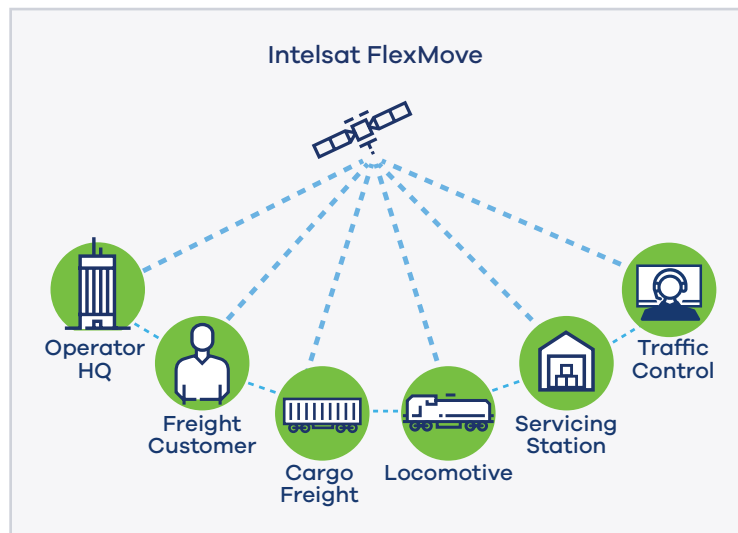 Intelsat FlexMove
Operator
HQ
Freight
Customer
Cargo
Freight
Locomotive
Servicing
Station
Traffic
Control